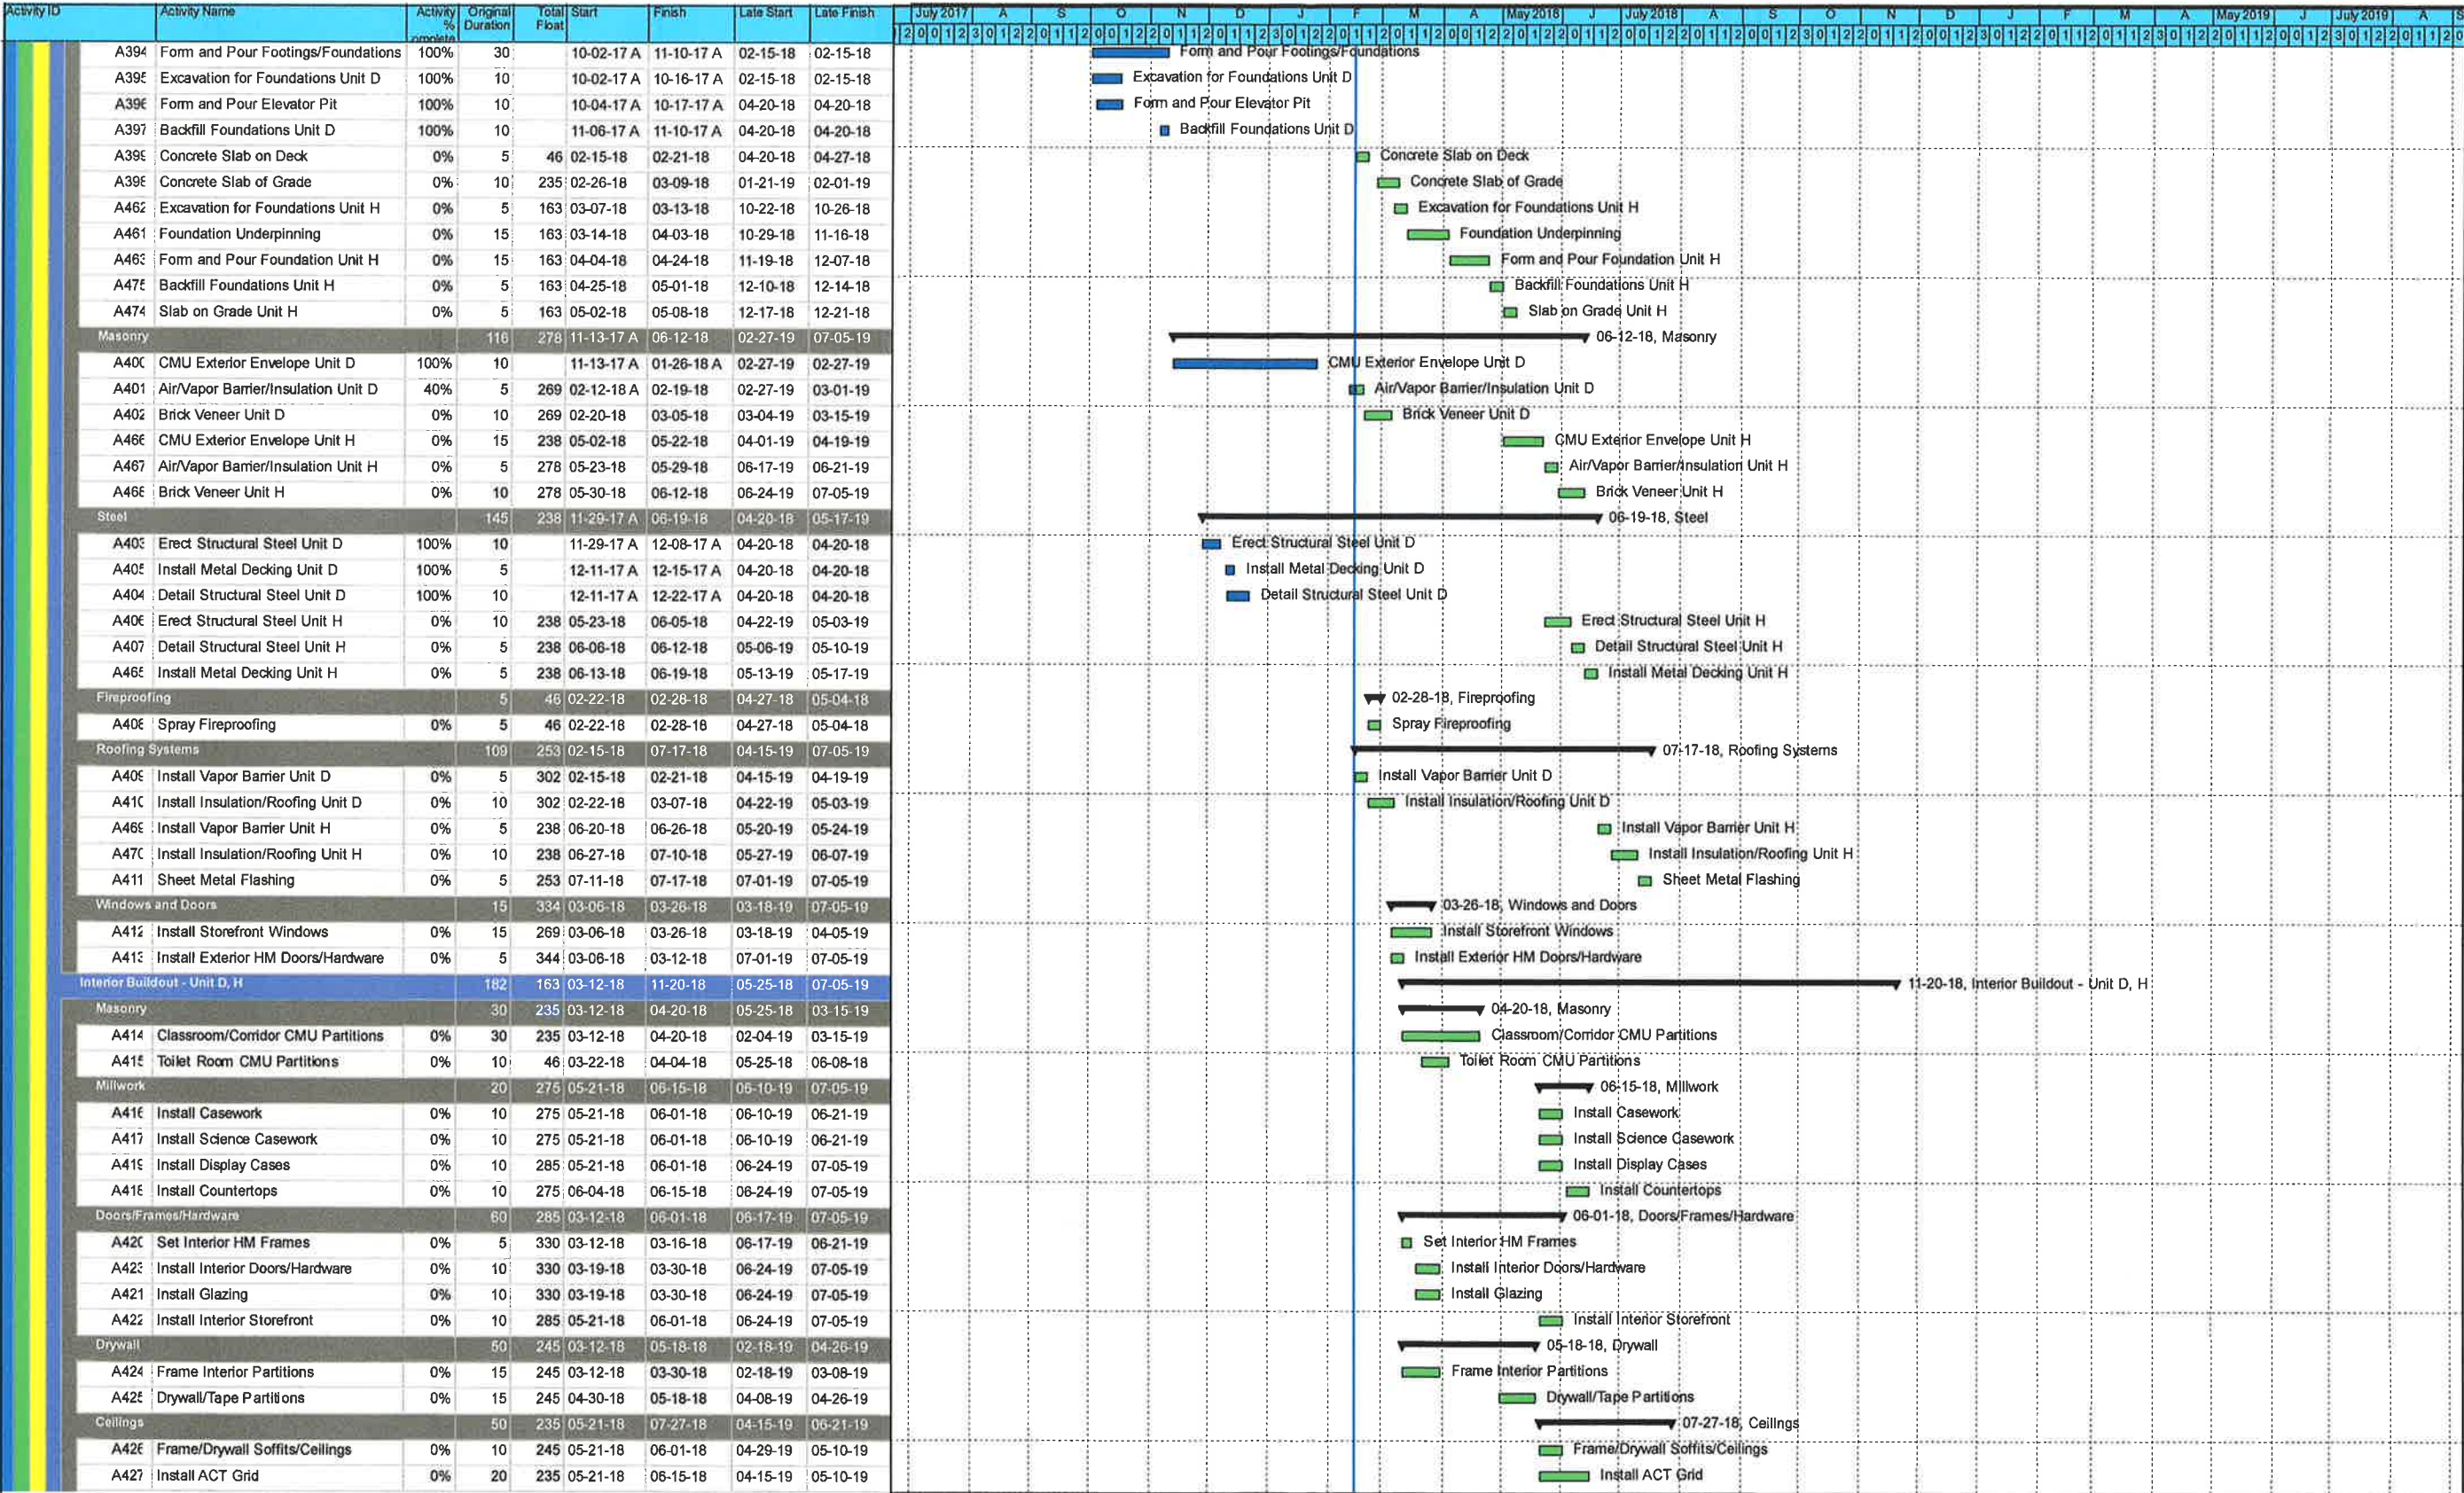 Activity ID Activity Name Activity % Complete Original Duration Total Float Start Finish Late Start Late Finish July 2017 A S O N D J F M A May 2018 J July 2018 A S O N D J F M A May 2019 J July 2019 A S
A394 Form and Pour Footings/Foundations 100% 30 10-02-17 A 11-10-17 A 02-15-18 02-15-18 Form and Pour Footings/Foundations
A395 Excavation for Foundations Unit D 100% 10 10-02-17 A 10-16-17 A 02-15-18 02-15-18 Excavation for Foundations Unit D
A396 Form and Pour Elevator Pit 100% 10 10-04-17 A 10-17-17 A 04-20-18 04-20-18 Form and Pour Elevator Pit
A397 Backfill Foundations Unit D 100% 10 11-06-17 A 11-10-17 A 04-20-18 04-20-18 Backfill Foundations Unit D
A399 Concrete Slab on Deck 0% 5 46 02-15-18 02-21-18 04-20-18 04-27-18 Concrete Slab on Deck
A398 Concrete Slab of Grade 0% 10 235 02-26-18 03-09-18 01-21-19 02-01-19 Concrete Slab of Grade
A462 Excavation for Foundations Unit H 0% 5 163 03-07-18 03-13-18 10-22-18 10-26-18 Excavation for Foundations Unit H
A461 Foundation Underpinning 0% 15 163 03-14-18 04-03-18 10-29-18 11-16-18 Foundation Underpinning
A463 Form and Pour Foundation Unit H 0% 15 163 04-04-18 04-24-18 11-19-18 12-07-18 Form and Pour Foundation Unit H
A475 Backfill Foundations Unit H 0% 5 163 04-25-18 05-01-18 12-10-18 12-14-18 Backfill Foundations Unit H
A474 Slab on Grade Unit H 0% 5 163 05-02-18 05-08-18 12-17-18 12-21-18 Slab on Grade Unit H
Masonry 116 278 11-13-17 A 06-12-18 02-27-19 07-05-19 06-12-18, Masonry
A400 CMU Exterior Envelope Unit D 100% 10 11-13-17 A 01-26-18 A 02-27-19 02-27-19 CMU Exterior Envelope Unit D
A401 Air/Vapor Barrier/Insulation Unit D 40% 5 269 02-12-18 A 02-19-18 02-27-19 03-01-19 Air/Vapor Barrier/Insulation Unit D
A402 Brick Veneer Unit D 0% 10 269 02-20-18 03-05-18 03-04-19 03-15-19 Brick Veneer Unit D
A466 CMU Exterior Envelope Unit H 0% 15 238 05-02-18 05-22-18 04-01-19 04-19-19 CMU Exterior Envelope Unit H
A467 Air/Vapor Barrier/Insulation Unit H 0% 5 278 05-23-18 05-29-18 06-17-19 06-21-19 Air/Vapor Barrier/Insulation Unit H
A468 Brick Veneer Unit H 0% 10 278 05-30-18 06-12-18 06-24-19 07-05-19 Brick Veneer Unit H
Steel 145 238 11-29-17 A 06-19-18 04-20-18 05-17-19 06-19-18, Steel
A403 Erect Structural Steel Unit D 100% 10 11-29-17 A 12-08-17 A 04-20-18 04-20-18 Erect Structural Steel Unit D
A405 Install Metal Decking Unit D 100% 5 12-11-17 A 12-15-17 A 04-20-18 04-20-18 Install Metal Decking Unit D
A404 Detail Structural Steel Unit D 100% 10 12-11-17 A 12-22-17 A 04-20-18 04-20-18 Detail Structural Steel Unit D
A406 Erect Structural Steel Unit H 0% 10 238 05-23-18 06-05-18 04-22-19 05-03-19 Erect Structural Steel Unit H
A407 Detail Structural Steel Unit H 0% 5 238 06-06-18 06-12-18 05-06-19 05-10-19 Detail Structural Steel Unit H
A465 Install Metal Decking Unit H 0% 5 238 06-13-18 06-19-18 05-13-19 05-17-19 Install Metal Decking Unit H
Fireproofing 5 46 02-22-18 02-28-18 04-27-18 05-04-18 02-28-18, Fireproofing
A408 Spray Fireproofing 0% 5 46 02-22-18 02-28-18 04-27-18 05-04-18 Spray Fireproofing
Roofing Systems 109 253 02-15-18 07-17-18 04-15-19 07-05-19 07-17-18, Roofing Systems
A409 Install Vapor Barrier Unit D 0% 5 302 02-15-18 02-21-18 04-15-19 04-19-19 Install Vapor Barrier Unit D
A410 Install Insulation/Roofing Unit D 0% 10 302 02-22-18 03-07-18 04-22-19 05-03-19 Install Insulation/Roofing Unit D
A469 Install Vapor Barrier Unit H 0% 5 238 06-20-18 06-26-18 05-20-19 05-24-19 Install Vapor Barrier Unit H
A470 Install Insulation/Roofing Unit H 0% 10 238 06-27-18 07-10-18 05-27-19 06-07-19 Install Insulation/Roofing Unit H
A411 Sheet Metal Flashing 0% 5 253 07-11-18 07-17-18 07-01-19 07-05-19 Sheet Metal Flashing
Windows and Doors 15 334 03-06-18 03-26-18 03-18-19 07-05-19 03-26-18, Windows and Doors
A412 Install Storefront Windows 0% 15 269 03-06-18 03-26-18 03-18-19 04-05-19 Install Storefront Windows
A413 Install Exterior HM Doors/Hardware 0% 5 344 03-06-18 03-12-18 07-01-19 07-05-19 Install Exterior HM Doors/Hardware
Interior Buildout - Unit D, H 182 163 03-12-18 11-20-18 05-25-18 07-05-19 11-20-18, Interior Buildout - Unit D, H
Masonry 30 235 03-12-18 04-20-18 05-25-18 03-15-19 04-20-18, Masonry
A414 Classroom/Corridor CMU Partitions 0% 30 235 03-12-18 04-20-18 02-04-19 03-15-19 Classroom/Corridor CMU Partitions
A415 Toilet Room CMU Partitions 0% 10 46 03-22-18 04-04-18 05-25-18 06-08-18 Toilet Room CMU Partitions
Millwork 20 275 05-21-18 06-15-18 06-10-19 07-05-19 06-15-18, Millwork
A416 Install Casework 0% 10 275 05-21-18 06-01-18 06-10-19 06-21-19 Install Casework
A417 Install Science Casework 0% 10 275 05-21-18 06-01-18 06-10-19 06-21-19 Install Science Casework
A419 Install Display Cases 0% 10 285 05-21-18 06-01-18 06-24-19 07-05-19 Install Display Cases
A418 Install Countertops 0% 10 275 06-04-18 06-15-18 06-24-19 07-05-19 Install Countertops
Doors/Frames/Hardware 60 285 03-12-18 06-01-18 06-17-19 07-05-19 06-01-18, Doors/Frames/Hardware
A420 Set Interior HM Frames 0% 5 330 03-12-18 03-16-18 06-17-19 06-21-19 Set Interior HM Frames
A423 Install Interior Doors/Hardware 0% 10 330 03-19-18 03-30-18 06-24-19 07-05-19 Install Interior Doors/Hardware
A421 Install Glazing 0% 10 330 03-19-18 03-30-18 06-24-19 07-05-19 Install Glazing
A422 Install Interior Storefront 0% 10 285 05-21-18 06-01-18 06-24-19 07-05-19 Install Interior Storefront
Drywall 50 245 03-12-18 05-18-18 02-18-19 04-26-19 05-18-18, Drywall
A424 Frame Interior Partitions 0% 15 245 03-12-18 03-30-18 02-18-19 03-08-19 Frame Interior Partitions
A425 Drywall/Tape Partitions 0% 15 245 04-30-18 05-18-18 04-08-19 04-26-19 Drywall/Tape Partitions
Ceilings 50 235 05-21-18 07-27-18 04-15-19 06-21-19 07-27-18, Ceilings
A426 Frame/Drywall Soffits/Ceilings 0% 10 245 05-21-18 06-01-18 04-29-19 05-10-19 Frame/Drywall Soffits/Ceilings
A427 Install ACT Grid 0% 20 235 05-21-18 06-15-18 04-15-19 05-10-19 Install ACT Grid